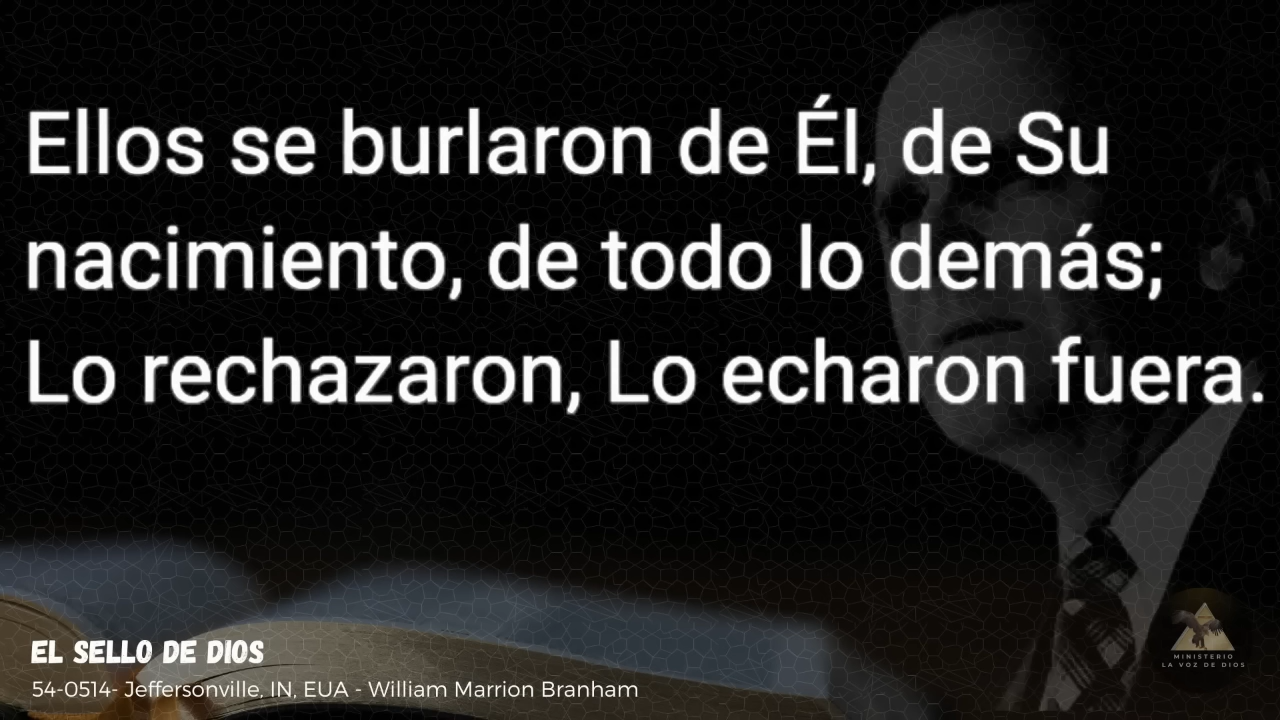 Ellos se burlaron de Él, de Su
nacimiento, de todo lo demás;
Lo rechazaron, Lo echaron fuera.
EL SELLO DE DIOS
54-0514- Jeffersonville, IN, EUA - William Marrion Branham
MINISTERIO
LA VOZ DE DIOS